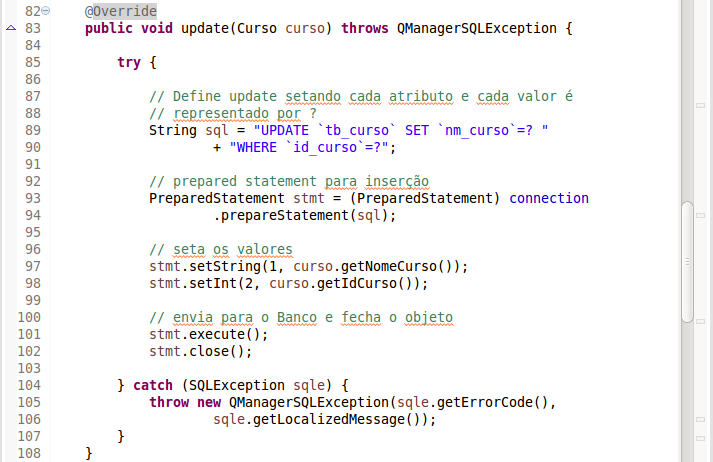 82 @Override
83 public void update(Curso curso) throws QManagerSQLException {
84
85 try {
86
87 // Define update setando cada atributo e cada valor é
88 // representado por ?
89 String sql = "UPDATE `tb_curso` SET `nm_curso`=? "
90 + "WHERE `id_curso`=?";
91
92 // prepared statement para inserção
93 PreparedStatement stmt = (PreparedStatement) connection
94 .prepareStatement(sql);
95
96 // seta os valores
97 stmt.setString(1, curso.getNomeCurso());
98 stmt.setInt(2, curso.getIdCurso());
99
100 // envia para o Banco e fecha o objeto
101 stmt.execute();
102 stmt.close();
103
104 } catch (SQLException sqle) {
105 throw new QManagerSQLException(sqle.getErrorCode(),
106 sqle.getLocalizedMessage());
107 }
108 }